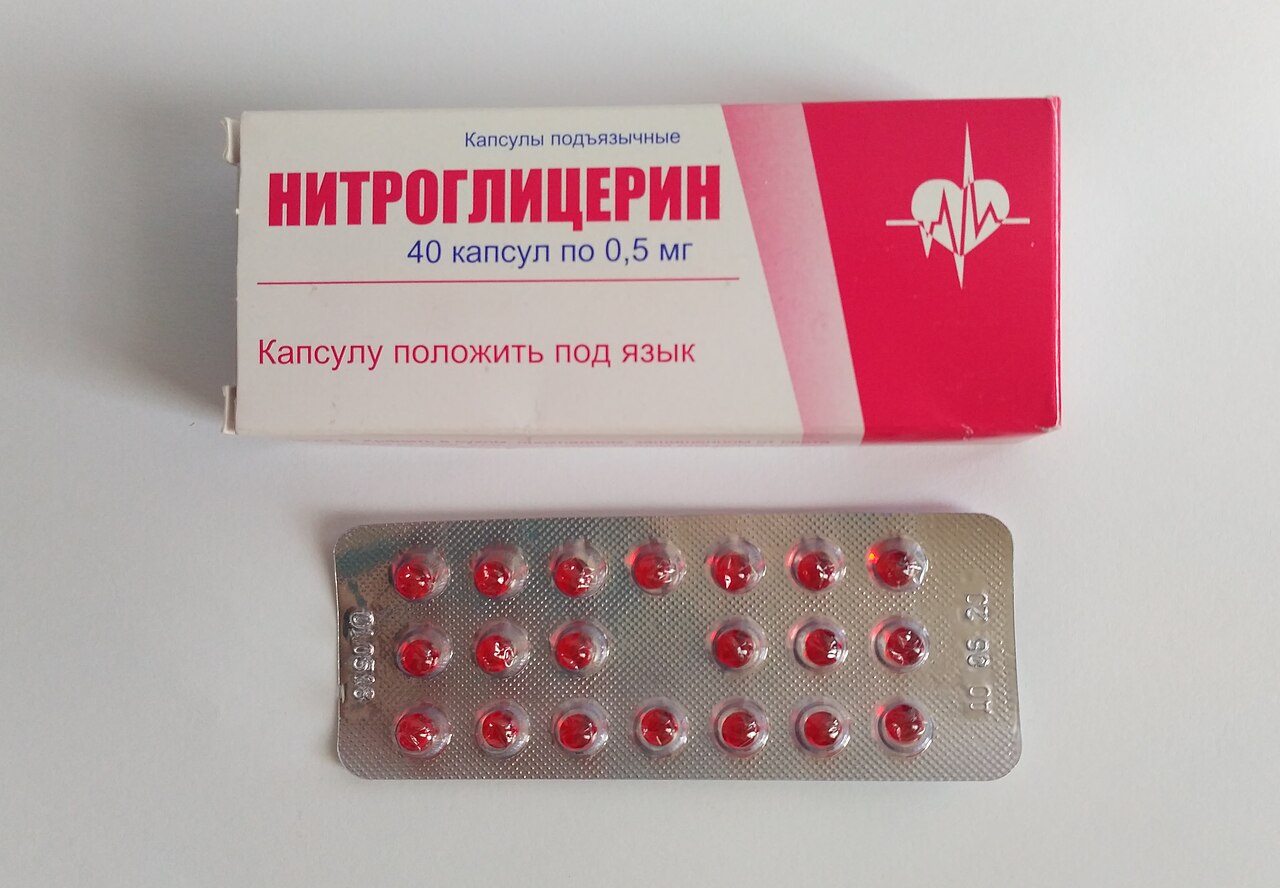 Капсулы подъязычные
НИТРОГЛИЦЕРИН
40 капсул по 0,5 мг
Капсулу положить под язык